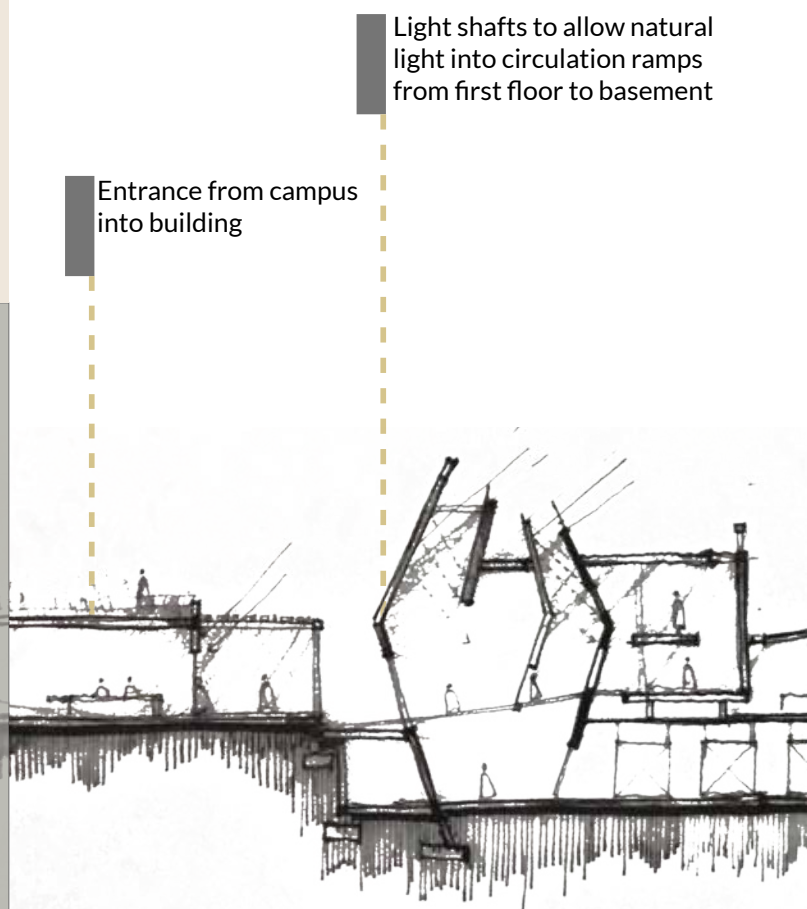 Light shafts to allow natural
light into circulation ramps
from first floor to basement
Entrance from campus
into building